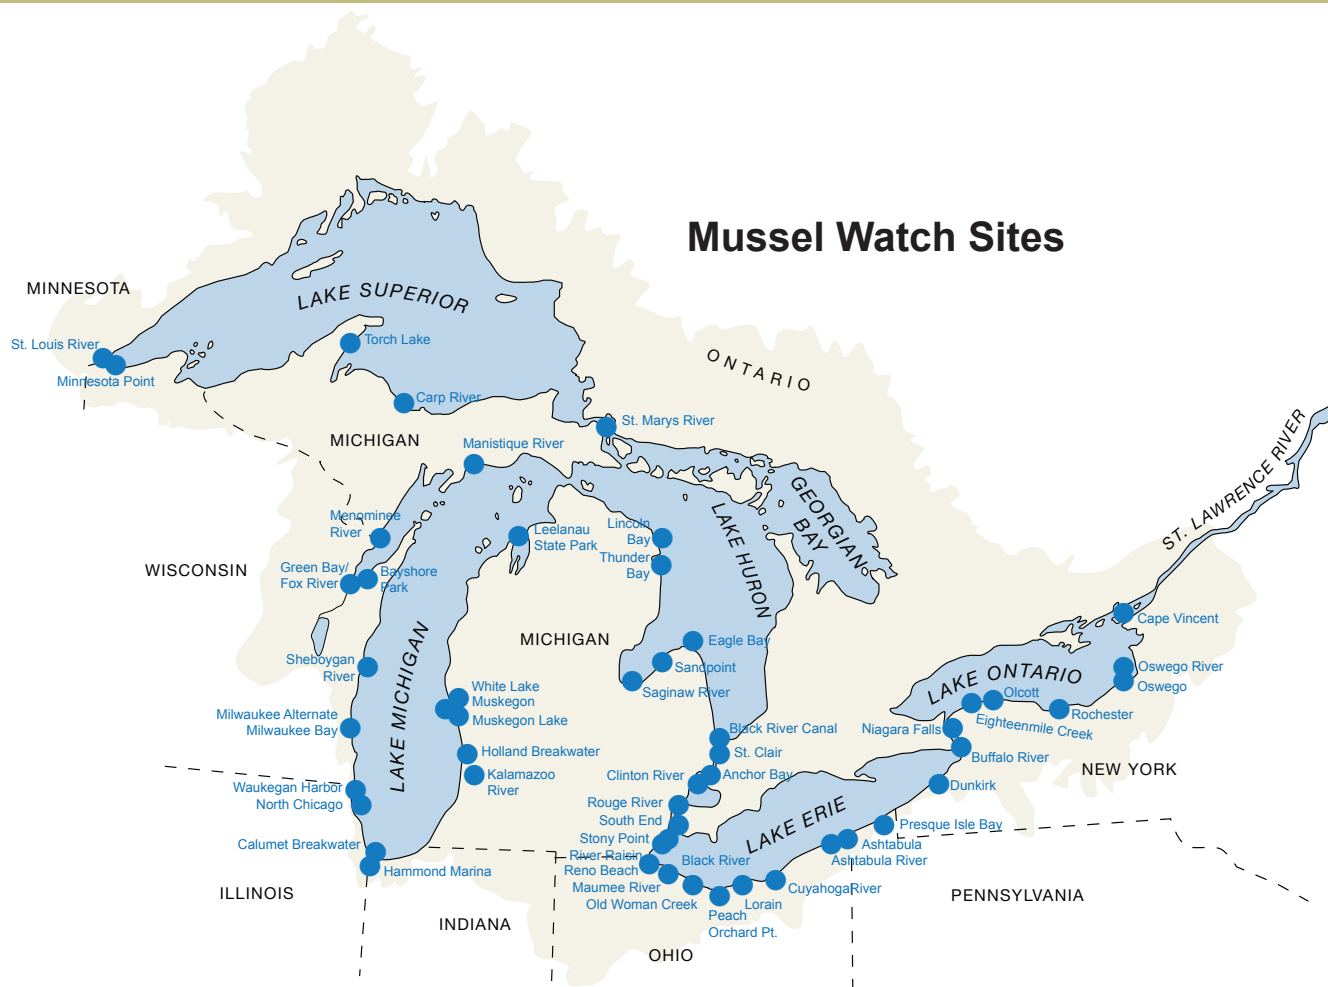 Mussel Watch Sites
MINNESOTA
LAKE SUPERIOR
St. Louis River
Minnesota Point
Torch Lake
ONTARIO
Carp River
St. Marys River
MICHIGAN
Manistique River
GEORGIAN
BAY
ST. LAWRENCE RIVER
Menominee
River
Leelanau
State Park
Lincoln
Bay
Thunder
Bay
LAKE HURON
WISCONSIN
Green Bay/
Fox River
Bayshore
Park
Cape Vincent
MICHIGAN
Eagle Bay
Sandpoint
Saginaw River
LAKE MICHIGAN
Sheboygan
River
LAKE ONTARIO
Oswego River
Oswego
White Lake
Muskegon
Muskegon Lake
Olcott
Rochester
Eighteenmile Creek
Niagara Falls
Milwaukee Alternate
Milwaukee Bay
Black River Canal
St. Clair
Holland Breakwater
Buffalo River
NEW YORK
Kalamazoo
River
Clinton River
Anchor Bay
Dunkirk
Waukegan Harbor
North Chicago
Rouge River
South End
Stony Point
River Raisin
LAKE ERIE
Presque Isle Bay
Ashtabula
Ashtabula River
Calumet Breakwater
Hammond Marina
Reno Beach
Black River
Maumee River
Old Woman Creek
Cuyahoga River
Lorain
Peach
Orchard Pt.
ILLINOIS
INDIANA
OHIO
PENNSYLVANIA